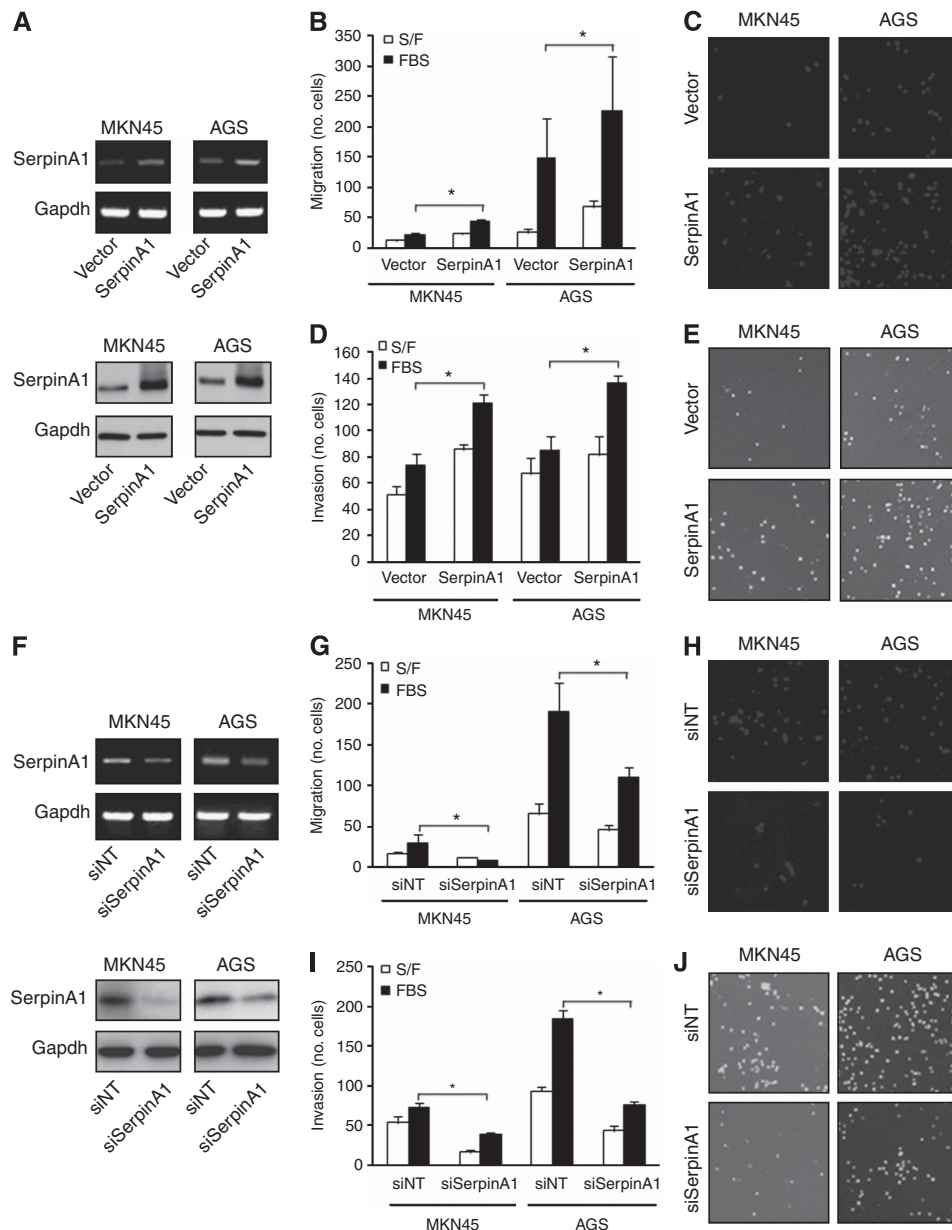 A
MKN45 AGS
SerpinA1
Gapdh
Vector SerpinA1 Vector SerpinA1
MKN45 AGS
SerpinA1
Gapdh
Vector SerpinA1 Vector SerpinA1
B
S/F
FBS
Migration (no. cells)
350
300
250
200
150
100
50
0
* *
Vector SerpinA1 Vector SerpinA1
MKN45 AGS
C
MKN45 AGS
Vector
SerpinA1
D
S/F
FBS
Invasion (no. cells)
160
140
120
100
80
60
40
20
0
* *
Vector SerpinA1 Vector SerpinA1
MKN45 AGS
E
MKN45 AGS
Vector
SerpinA1
F
MKN45 AGS
SerpinA1
Gapdh
siNT siSerpinA1 siNT siSerpinA1
MKN45 AGS
SerpinA1
Gapdh
siNT siSerpinA1 siNT siSerpinA1
G
S/F
FBS
Migration (no. cells)
250
200
150
100
50
0
* *
siNT siSerpinA1 siNT siSerpinA1
MKN45 AGS
H
MKN45 AGS
siNT
siSerpinA1
I
S/F
FBS
Invasion (no. cells)
250
200
150
100
50
0
* *
siNT siSerpinA1 siNT siSerpinA1
MKN45 AGS
J
MKN45 AGS
siNT
siSerpinA1